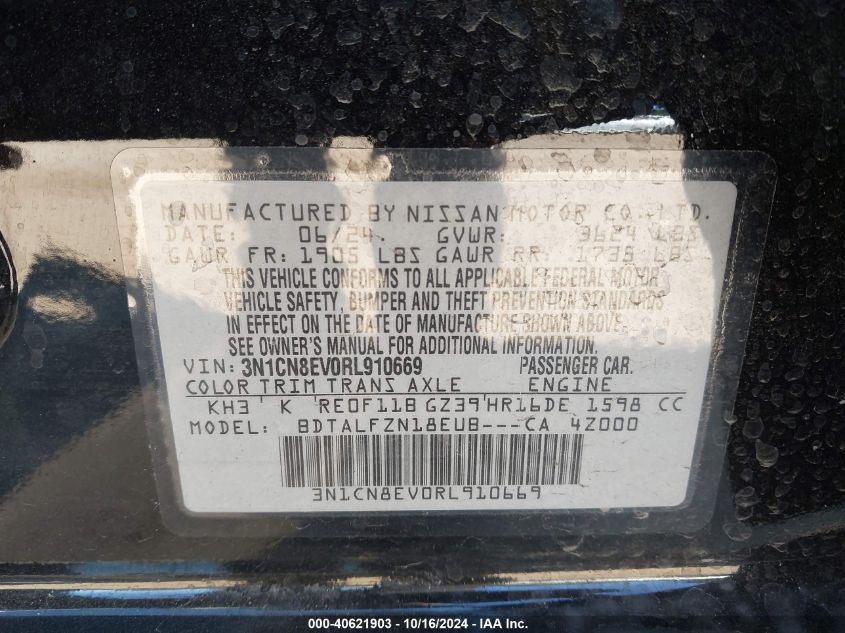 MANUFACTURED BY NISSAN MOTOR CO., LTD.
DATE: 06/24 GVWR: 3624 LBS
GAWR FR: 1905 LBS GAWR RR: 1735 LBS
THIS VEHICLE CONFORMS TO ALL APPLICABLE FEDERAL MOTOR
VEHICLE SAFETY, BUMPER AND THEFT PREVENTION STANDARDS
IN EFFECT ON THE DATE OF MANUFACTURE SHOWN ABOVE.
SEE OWNER'S MANUAL FOR ADDITIONAL INFORMATION.
VIN: 3N1CN8EV0RL910669 PASSENGER CAR.
COLOR TRIM TRANS AXLE ENGINE
KH3 K RE0F11B GZ39 HR16DE 1598 CC
MODEL: BDTALFZN18EUB---CA 4Z000
3N1CN8EV0RL910669
000-40621903 - 10/16/2024 - ITSA, TX